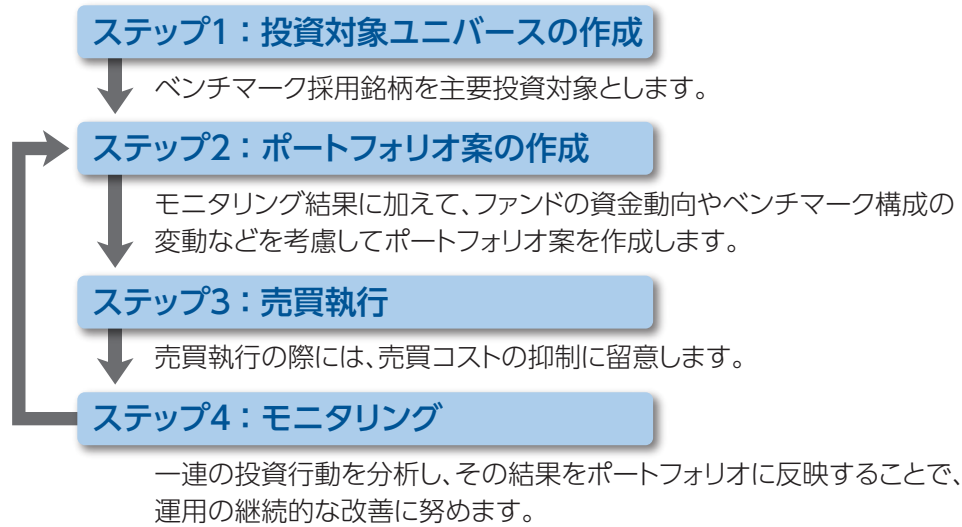 ステップ1：投資対象ユニバースの作成
ベンチマーク採用銘柄を主要投資対象とします。
ステップ2：ポートフォリオ案の作成
モニタリング結果に加えて、ファンドの資金動向やベンチマーク構成の
変動などを考慮してポートフォリオ案を作成します。
ステップ3：売買執行
売買執行の際には、売買コストの抑制に留意します。
ステップ4：モニタリング
一連の投資行動を分析し、その結果をポートフォリオに反映することで、
運用の継続的な改善に努めます。